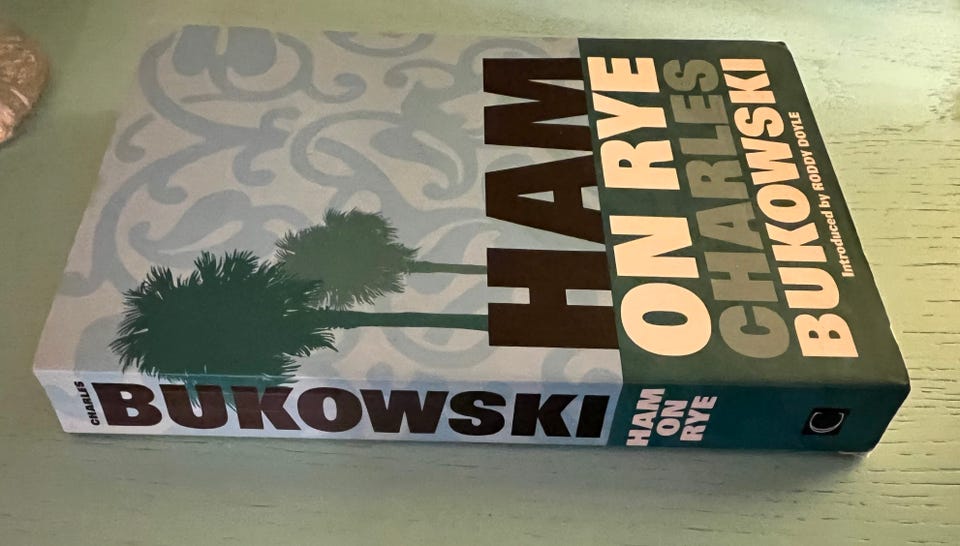 HAM
ON RYE
CHARLES
BUKOWSKI
Introduced by RODDY DOYLE
CHARLES
BUKOWSKI
HAM
ON
RYE
C